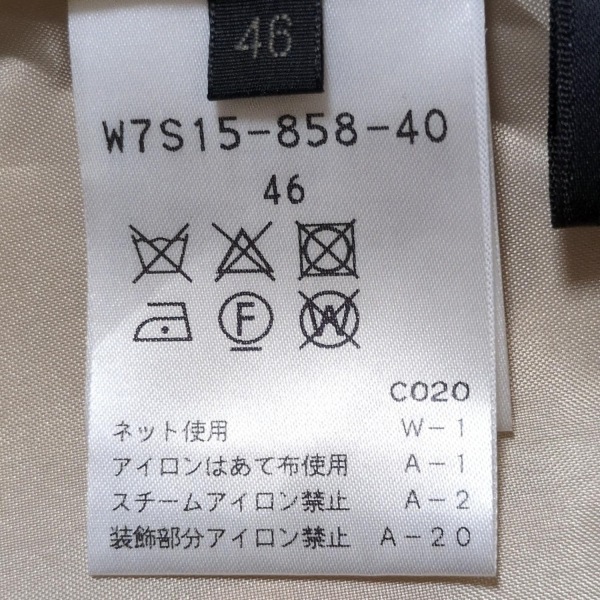 46
W7S15-858-40
46
F W
C020
ネット使用 W-1
アイロンはあて布使用 A-1
スチームアイロン禁止 A-2
装飾部分アイロン禁止 A-20